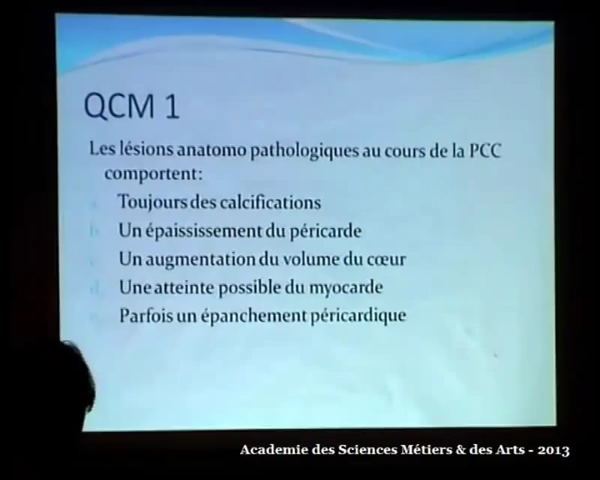 QCM 1
Les lésions anatomo pathologiques au cours de la PCC
comportent:
Toujours des calcifications
b. Un épaississement du péricarde
Un augmentation du volume du cœur
d. Une atteinte possible du myocarde
Parfois un épanchement péricardique
Academie des Sciences Métiers & des Arts - 2013